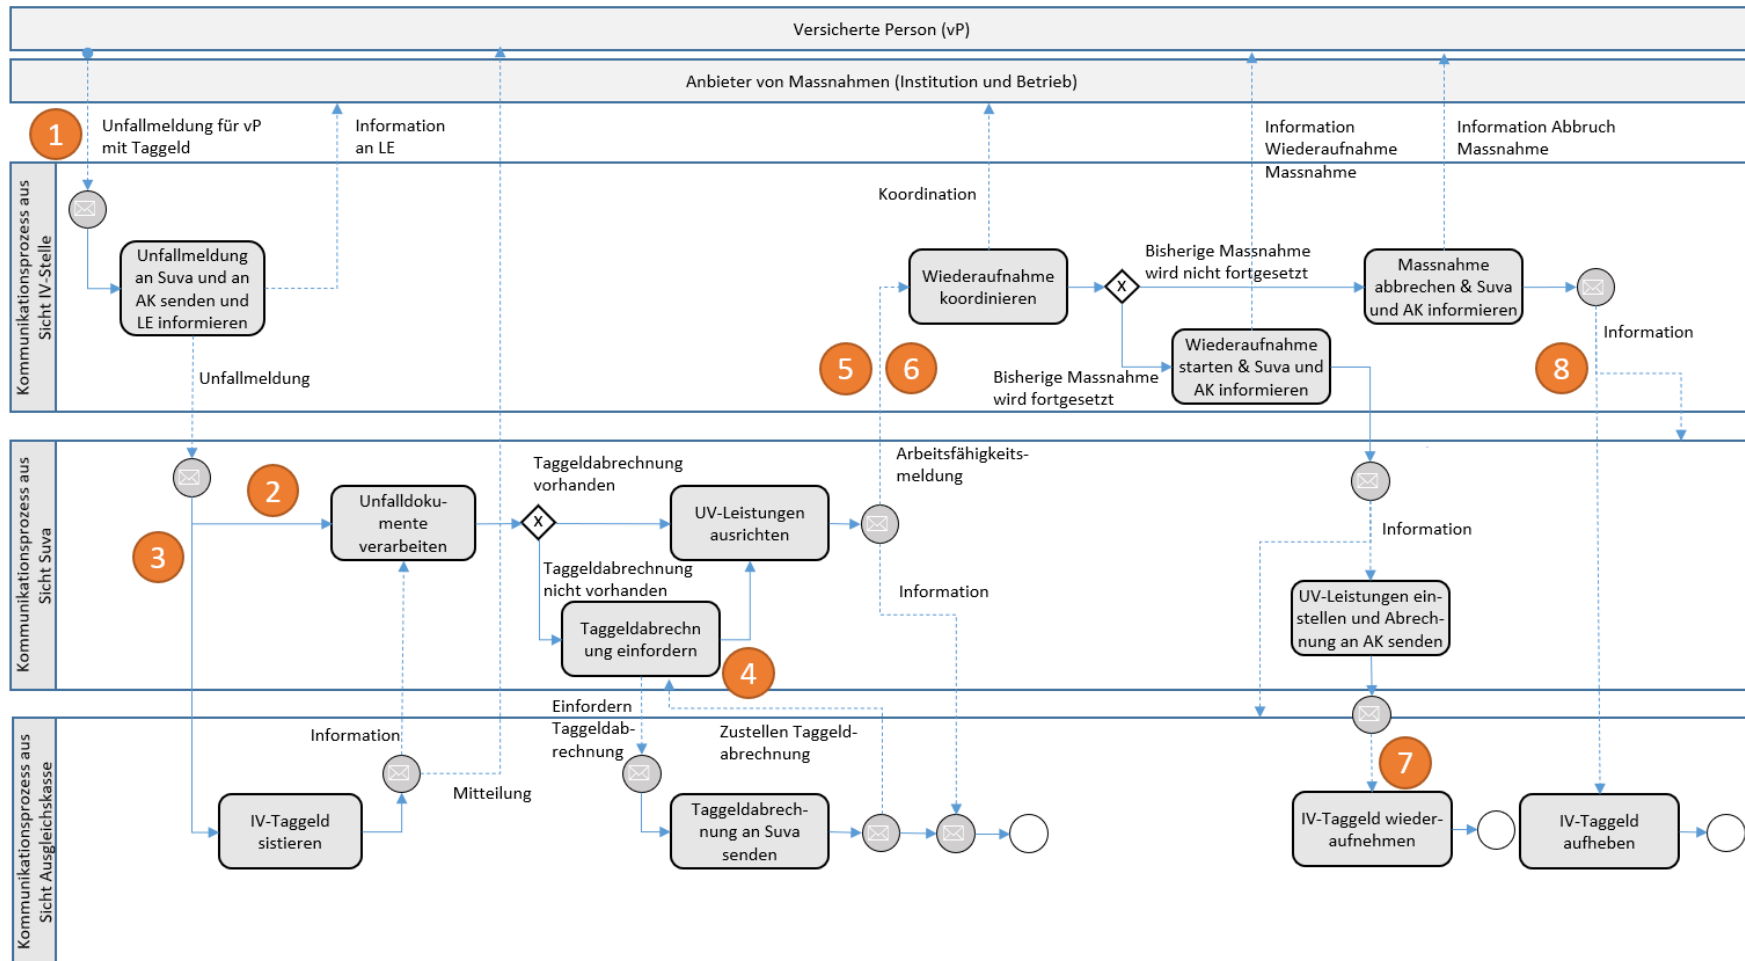 Versicherte Person (vP)
Anbieter von Massnahmen (Institution und Betrieb)
1
Unfallmeldung für vP
mit Taggeld
Information
an LE
Information
Wiederaufnahme
Massnahme
Information Abbruch
Massnahme
Kommunikationsprozess aus
Sicht IV-Stelle
Unfallmeldung
an Suva und an
AK senden und
LE informieren
Koordination
Wiederaufnahme
koordinieren
X
Bisherige Massnahme
wird nicht fortgesetzt
Massnahme
abbrechen & Suva
und AK informieren
Wiederaufnahme
starten & Suva und
AK informieren
Bisherige Massnahme
wird fortgesetzt
Information
Unfallmeldung
5
6
8
Kommunikationsprozess aus
Sicht Suva
2
3
Unfalldoku-
mente
verarbeiten
Taggeldabrechnung
vorhanden
X
UV-Leistungen
ausrichten
Arbeitsfähigkeits-
meldung
Taggeldabrechnung
nicht vorhanden
Taggeldabrechn
ung einfordern
4
Information
Information
UV-Leistungen ein-
stellen und Abrech-
nung an AK senden
Kommunikationsprozess aus
Sicht Ausgleichskasse
Information
Mitteilung
IV-Taggeld
sistieren
Einfordern
Taggeldab-
rechnung
Zustellen Taggeld-
abrechnung
Taggeldabrech-
nung an Suva
senden
7
IV-Taggeld wieder-
aufnehmen
IV-Taggeld
aufheben